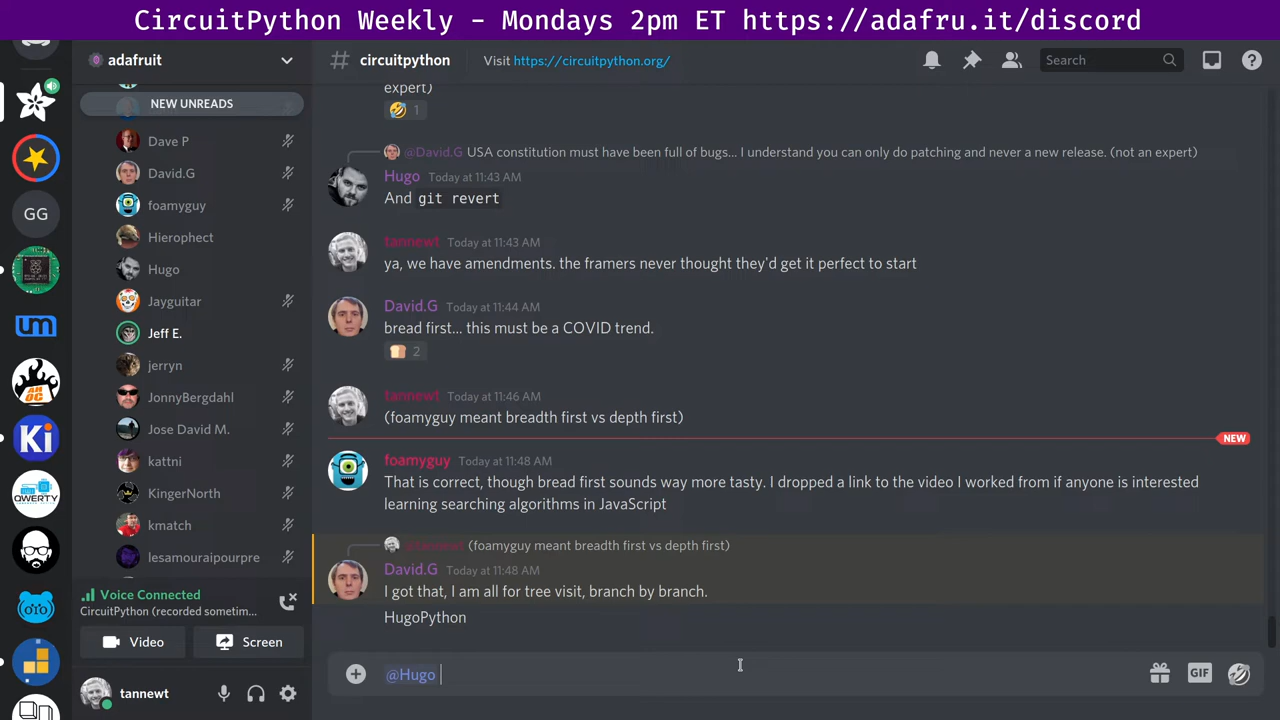 CircuitPython Weekly - Mondays 2pm ET https://adafru.it/discord
adafruit
NEW UNREADS
Dave P
David.G
foamyguy
GG
Hierophect
Hugo
Jayguitar
Jeff E.
jerryn
JonnyBergdahl
Jose David M.
kattni
KingerNorth
kmatch
lesamouraipourpre
Ki
QWERTY
Voice Connected
CircuitPython (recorded sometim...
Video
Screen
tannewt
# circuitpython
Visit https://circuitpython.org/
Search
expert)
1
@David.G USA constitution must have been full of bugs... I understand you can only do patching and never a new release. (not an expert)
Hugo Today at 11:43 AM
And git revert
tannewt Today at 11:43 AM
ya, we have amendments. the framers never thought they'd get it perfect to start
David.G Today at 11:44 AM
bread first... this must be a COVID trend.
2
tannewt Today at 11:46 AM
(foamyguy meant breadth first vs depth first)
NEW
foamyguy Today at 11:48 AM
That is correct, though bread first sounds way more tasty. I dropped a link to the video I worked from if anyone is interested
learning searching algorithms in JavaScript
@tannewt (foamyguy meant breadth first vs depth first)
David.G Today at 11:48 AM
I got that, I am all for tree visit, branch by branch.
HugoPython
@Hugo
GIF